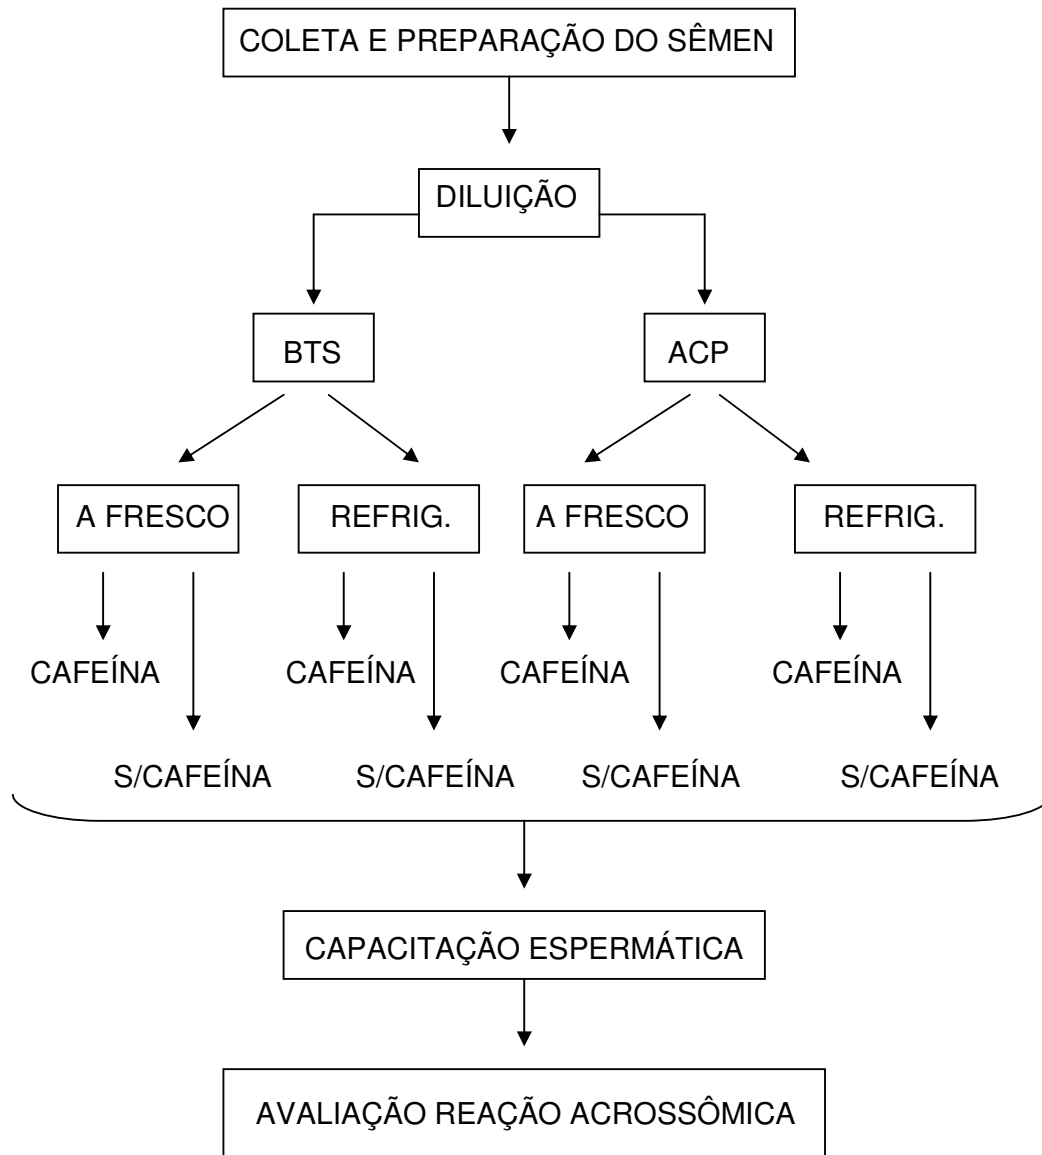 COLETA E PREPARAÇÃO DO SÊMEN
DILUIÇÃO
BTS
ACP
A FRESCO
REFRIG.
A FRESCO
REFRIG.
CAFEÍNA
CAFEÍNA
CAFEÍNA
CAFEÍNA
S/CAFEÍNA
S/CAFEÍNA
S/CAFEÍNA
S/CAFEÍNA
CAPACITAÇÃO ESPERMÁTICA
AVALIAÇÃO REAÇÃO ACROSSÔMICA